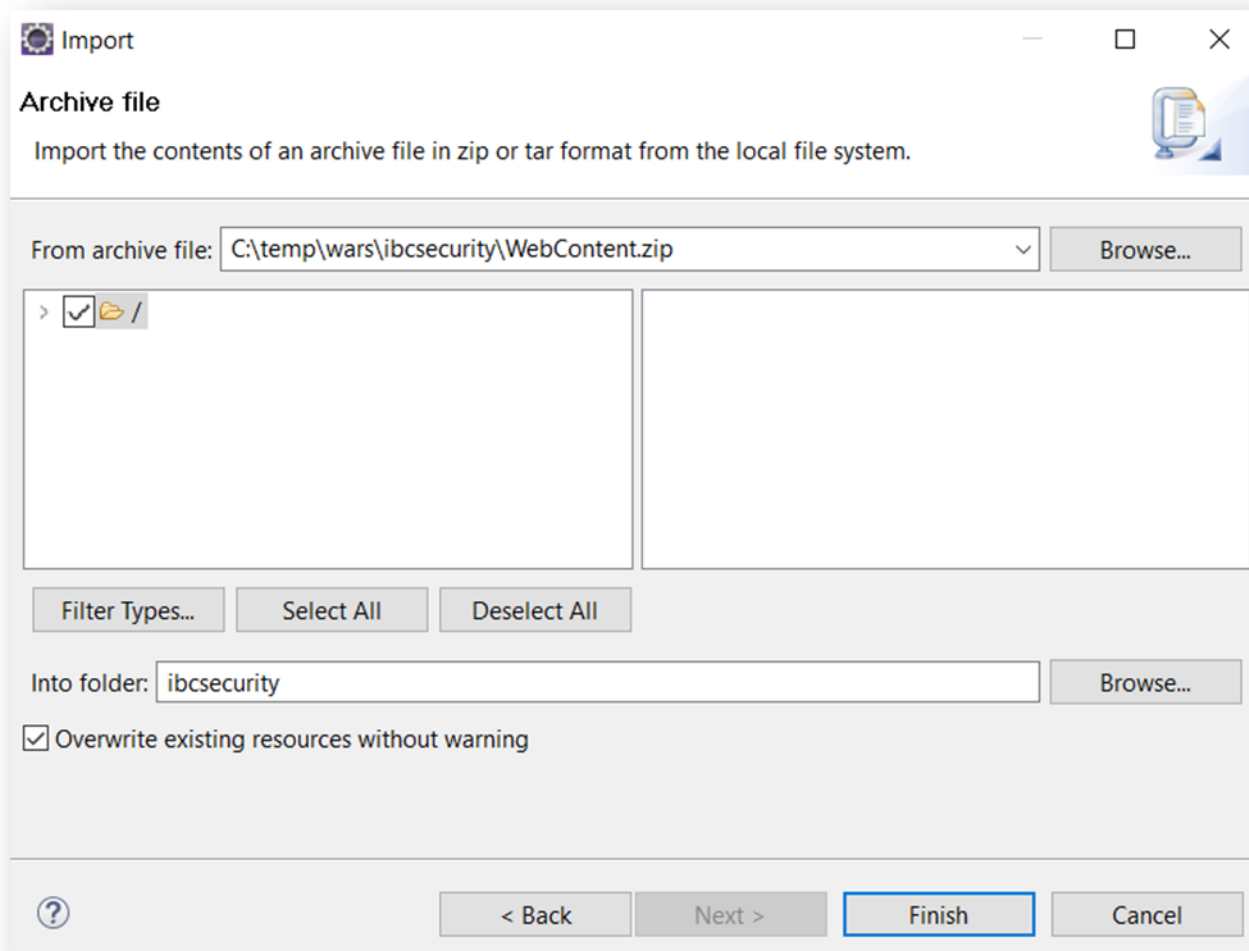 Import
Archive file
Import the contents of an archive file in zip or tar format from the local file system.
From archive file: C:\temp\wars\ibcsecurity\WebContent.zip Browse...
/
Filter Types... Select All Deselect All
Into folder: ibcsecurity Browse...
Overwrite existing resources without warning
? < Back Next > Finish Cancel